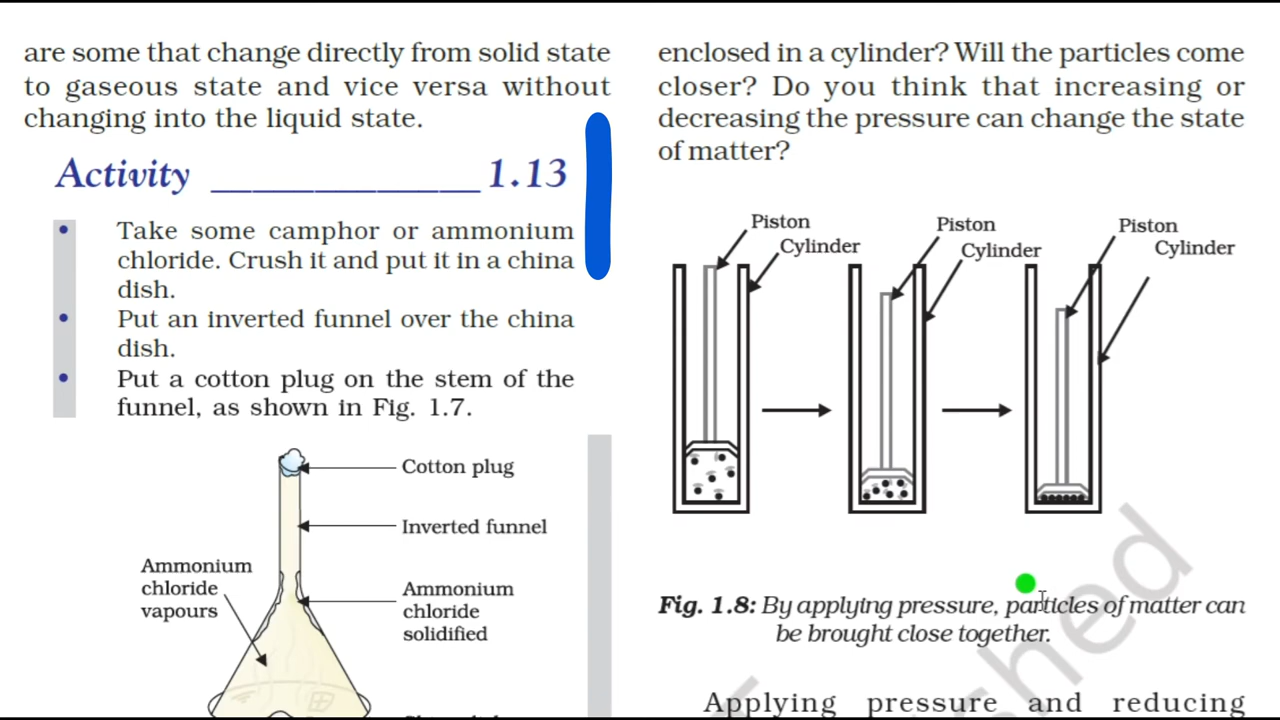 are some that change directly from solid state
to gaseous state and vice versa without
changing into the liquid state.
Activity ______________ 1.13
• Take some camphor or ammonium
chloride. Crush it and put it in a china
dish.
• Put an inverted funnel over the china
dish.
• Put a cotton plug on the stem of the
funnel, as shown in Fig. 1.7.
Cotton plug
Inverted funnel
Ammonium
chloride
vapours
Ammonium
chloride
solidified
enclosed in a cylinder? Will the particles come
closer? Do you think that increasing or
decreasing the pressure can change the state
of matter?
Piston
Cylinder
Piston
Cylinder
Piston
Cylinder
Fig. 1.8: By applying pressure, particles of matter can
be brought close together.
Applying pressure and reducing